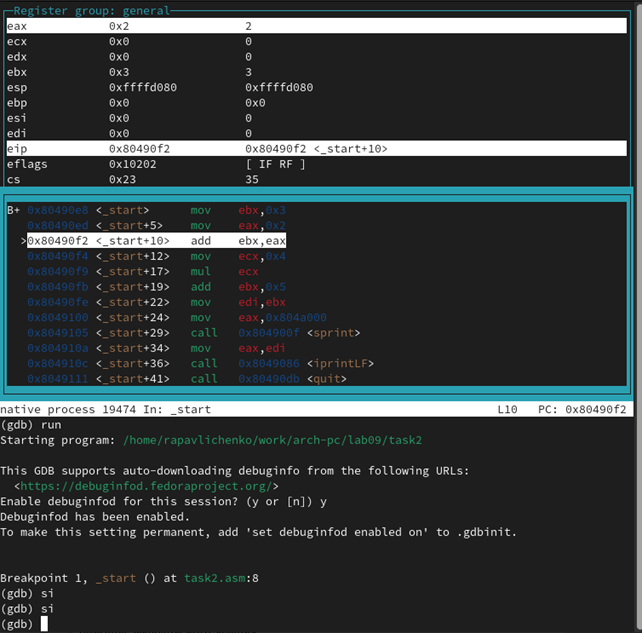 Register group: general
eax 0x2 2
ecx 0x0 0
edx 0x0 0
ebx 0x3 3
esp 0xffffd080 0xffffd080
ebp 0x0 0x0
esi 0x0 0
edi 0x0 0
eip 0x80490f2 0x80490f2 <_start+10>
eflags 0x10202 [ IF RF ]
cs 0x23 35
B+ 0x80490e8 <_start> mov ebx,0x3
0x80490ed <_start+5> mov eax,0x2
>0x80490f2 <_start+10> add ebx,eax
0x80490f4 <_start+12> mov ecx,0x4
0x80490f9 <_start+17> mul ecx
0x80490fb <_start+19> add ebx,0x5
0x80490fe <_start+22> mov edi,ebx
0x8049100 <_start+24> mov eax,0x804a000
0x8049105 <_start+29> call 0x804900f <sprint>
0x804910a <_start+34> mov eax,edi
0x804910c <_start+36> call 0x8049086 <iprintLF>
0x8049111 <_start+41> call 0x80490db <quit>
native process 19474 In: _start L10 PC: 0x80490f2
(gdb) run
Starting program: /home/rapavlichenko/work/arch-pc/lab09/task2
This GDB supports auto-downloading debuginfo from the following URLs:
<https://debuginfod.fedoraproject.org/>
Enable debuginfod for this session? (y or [n]) y
Debuginfod has been enabled.
To make this setting permanent, add 'set debuginfod enabled on' to .gdbinit.
Breakpoint 1, _start () at task2.asm:8
(gdb) si
(gdb) si
(gdb)